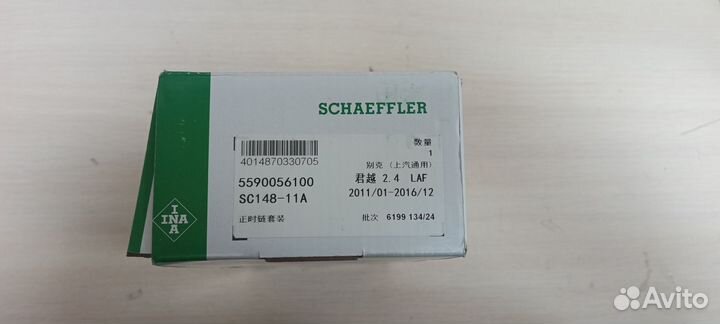 SCHAEFFLER
数量
1
4014870330705
别克 (上汽通用)
5590056100
君越 2.4 LAF
SC148-11A
2011/01-2016/12
正时链套装
批次 6199 134/24
I
INA
A
Avito